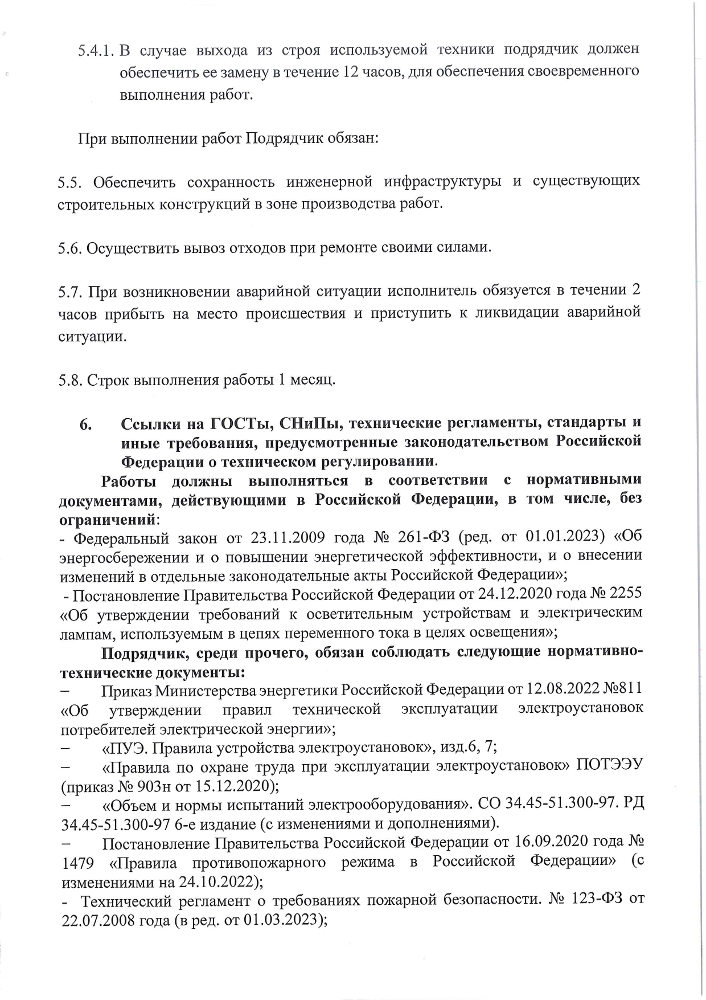 5.4.1. В случае выхода из строя используемой техники подрядчик должен
обеспечить ее замену в течение 12 часов, для обеспечения своевременного
выполнения работ.
При выполнении работ Подрядчик обязан:
5.5. Обеспечить сохранность инженерной инфраструктуры и существующих
строительных конструкций в зоне производства работ.
5.6. Осуществить вывоз отходов при ремонте своими силами.
5.7. При возникновении аварийной ситуации исполнитель обязуется в течении 2
часов прибыть на место происшествия и приступить к ликвидации аварийной
ситуации.
5.8. Строк выполнения работы 1 месяц.
6. Ссылки на ГОСТы, СНиПы, технические регламенты, стандарты и
иные требования, предусмотренные законодательством Российской
Федерации о техническом регулировании.
Работы должны выполняться в соответствии с нормативными
документами, действующими в Российской Федерации, в том числе, без
ограничений:
- Федеральный закон от 23.11.2009 года № 261-ФЗ (ред. от 01.01.2023) «Об
энергосбережении и о повышении энергетической эффективности, и о внесении
изменений в отдельные законодательные акты Российской Федерации»;
- Постановление Правительства Российской Федерации от 24.12.2020 года № 2255
«Об утверждении требований к осветительным устройствам и электрическим
лампам, используемым в цепях переменного тока в целях освещения»;
Подрядчик, среди прочего, обязан соблюдать следующие нормативно-
технические документы:
− Приказ Министерства энергетики Российской Федерации от 12.08.2022 №811
«Об утверждении правил технической эксплуатации электроустановок
потребителей электрической энергии»;
− «ПУЭ. Правила устройства электроустановок», изд.6, 7;
− «Правила по охране труда при эксплуатации электроустановок» ПОТЭЭУ
(приказ № 903н от 15.12.2020);
− «Объем и нормы испытаний электрооборудования». СО 34.45-51.300-97. РД
34.45-51.300-97 6-е издание (с изменениями и дополнениями).
− Постановление Правительства Российской Федерации от 16.09.2020 года №
1479 «Правила противопожарного режима в Российской Федерации» (с
изменениями на 24.10.2022);
- Технический регламент о требованиях пожарной безопасности. № 123-ФЗ от
22.07.2008 года (в ред. от 01.03.2023);